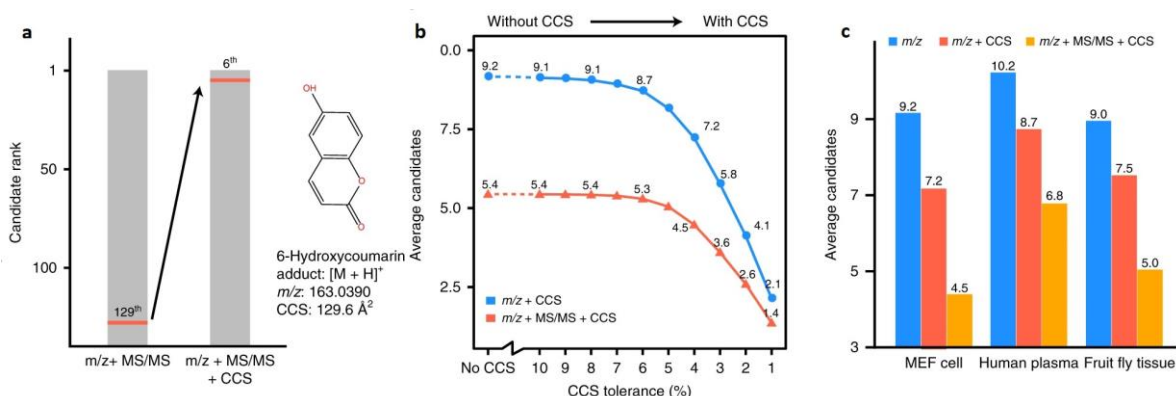 a
1
50
100
Candidate rank
6th
129th
m/z+ MS/MS
m/z + MS/MS
+ CCS
OH
O
O
6-Hydroxycoumarin
adduct: [M + H]+
m/z: 163.0390
CCS: 129.6 Å2
Without CCS
With CCS
b
0.0
7.5
5.0
2.5
Average candidates
9.2
9.1
9.1
8.7
7.2
5.8
4.1
2.1
5.4
5.4
5.4
5.3
4.5
3.6
2.6
1.4
m/z + CCS
m/z + MS/MS + CCS
No CCS 10 9 8 7 6 5 4 3 2 1
CCS tolerance (%)
c
m/z m/z + CCS m/z + MS/MS + CCS
9
7
5
3
Average candidates
9.2
7.2
4.5
10.2
8.7
6.8
9.0
7.5
5.0
MEF cell Human plasma Fruit fly tissue